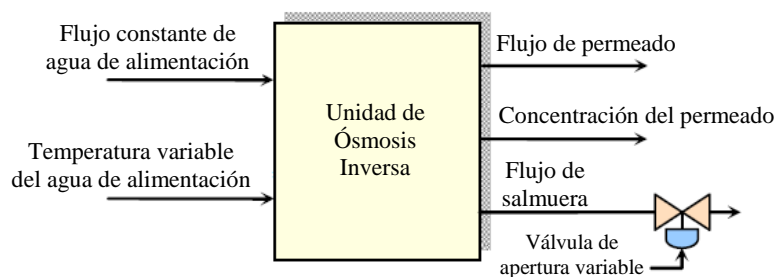 Flujo constante de
agua de alimentación
Temperatura variable
del agua de alimentación
Unidad de
Ósmosis
Inversa
Flujo de permeado
Concentración del permeado
Flujo de
salmuera
Válvula de
apertura variable